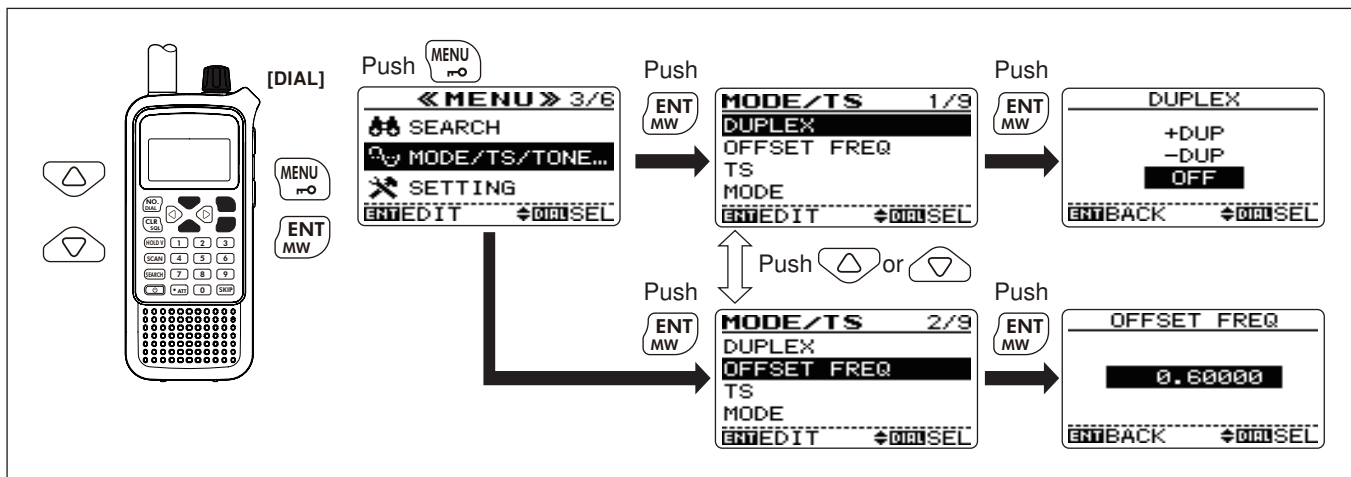 [DIAL]
MENU
ENT
MW
NO.
DIAL
CLR
SQL
HOLD V 1 2 3
SCAN 4 5 6
SEARCH 7 8 9
• ATT 0 SKIP
Push MENU
≪MENU≫ 3/6
SEARCH
MODE/TS/TONE...
SETTING
ENT EDIT DIAL SEL
Push
ENT
MW
MODE/TS 1/9
DUPLEX
OFFSET FREQ
TS
MODE
ENT EDIT DIAL SEL
Push
ENT
MW
DUPLEX
+DUP
−DUP
OFF
ENT BACK DIAL SEL
Push or
Push
ENT
MW
MODE/TS 2/9
DUPLEX
OFFSET FREQ
TS
MODE
ENT EDIT DIAL SEL
Push
ENT
MW
OFFSET FREQ
0.60000
ENT BACK DIAL SEL